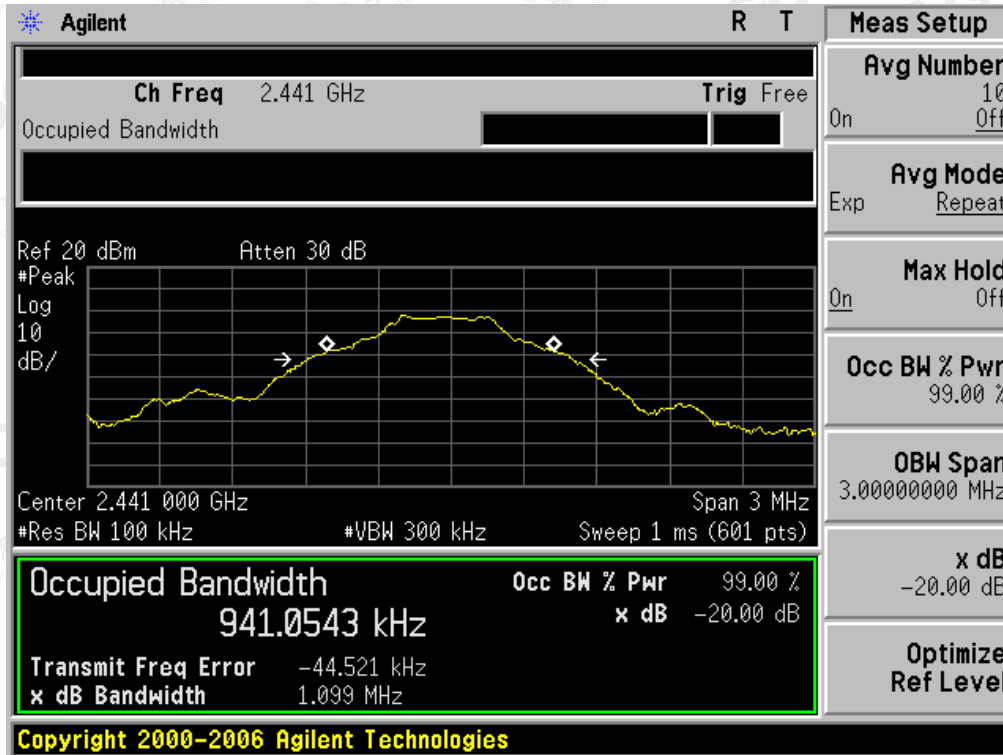 Agilent R T
Ch Freq 2.441 GHz Trig Free
Occupied Bandwidth
Ref 20 dBm Atten 30 dB
#Peak
Log
10
dB/
Center 2.441 000 GHz Span 3 MHz
#Res BW 100 kHz #VBW 300 kHz Sweep 1 ms (601 pts)
Occupied Bandwidth Occ BW % Pwr 99.00 %
941.0543 kHz x dB -20.00 dB
Transmit Freq Error -44.521 kHz
x dB Bandwidth 1.099 MHz
Copyright 2000-2006 Agilent Technologies
Meas Setup
Avg Number
10
On Off
Avg Mode
Exp Repeat
Max Hold
On Off
Occ BW % Pwr
99.00 %
OBW Span
3.00000000 MHz
x dB
-20.00 dB
Optimize
Ref Level